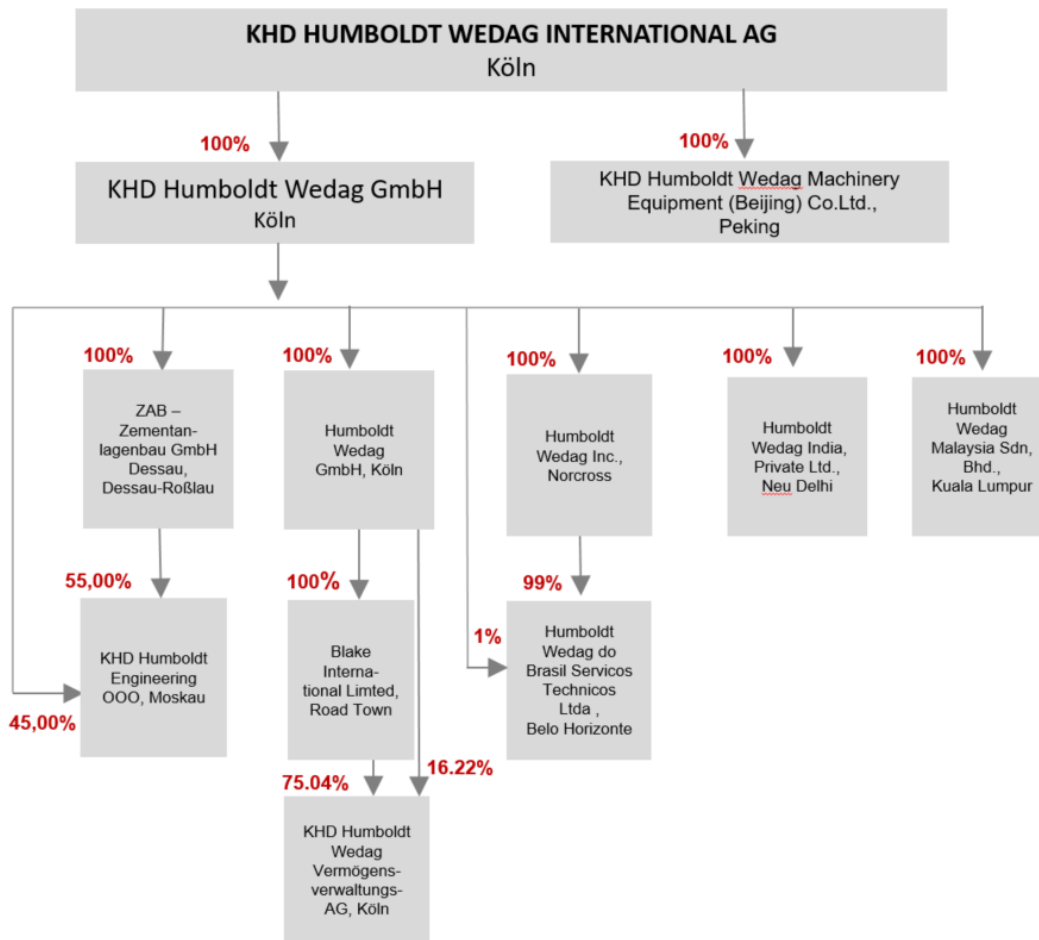 KHD HUMBOLDT WEDAG INTERNATIONAL AG
Köln
100%
100%
KHD Humboldt Wedag GmbH
Köln
KHD Humboldt Wedag Machinery
Equipment (Beijing) Co.Ltd.,
Peking
100%
100%
100%
100%
100%
ZAB –
Zementan-
lagenbau GmbH
Dessau,
Dessau-Roßlau
Humboldt
Wedag
GmbH, Köln
Humboldt
Wedag Inc.,
Norcross
Humboldt
Wedag India,
Private Ltd.,
Neu Delhi
Humboldt
Wedag
Malaysia Sdn,
Bhd.,
Kuala Lumpur
55,00%
100%
99%
1%
KHD Humboldt
Engineering
OOO, Moskau
45,00%
Blake
Interna-
tional Limted,
Road Town
Humboldt
Wedag do
Brasil Servicos
Technicos
Ltda ,
Belo Horizonte
75.04%
16.22%
KHD Humboldt
Wedag
Vermögens-
verwaltungs-
AG, Köln